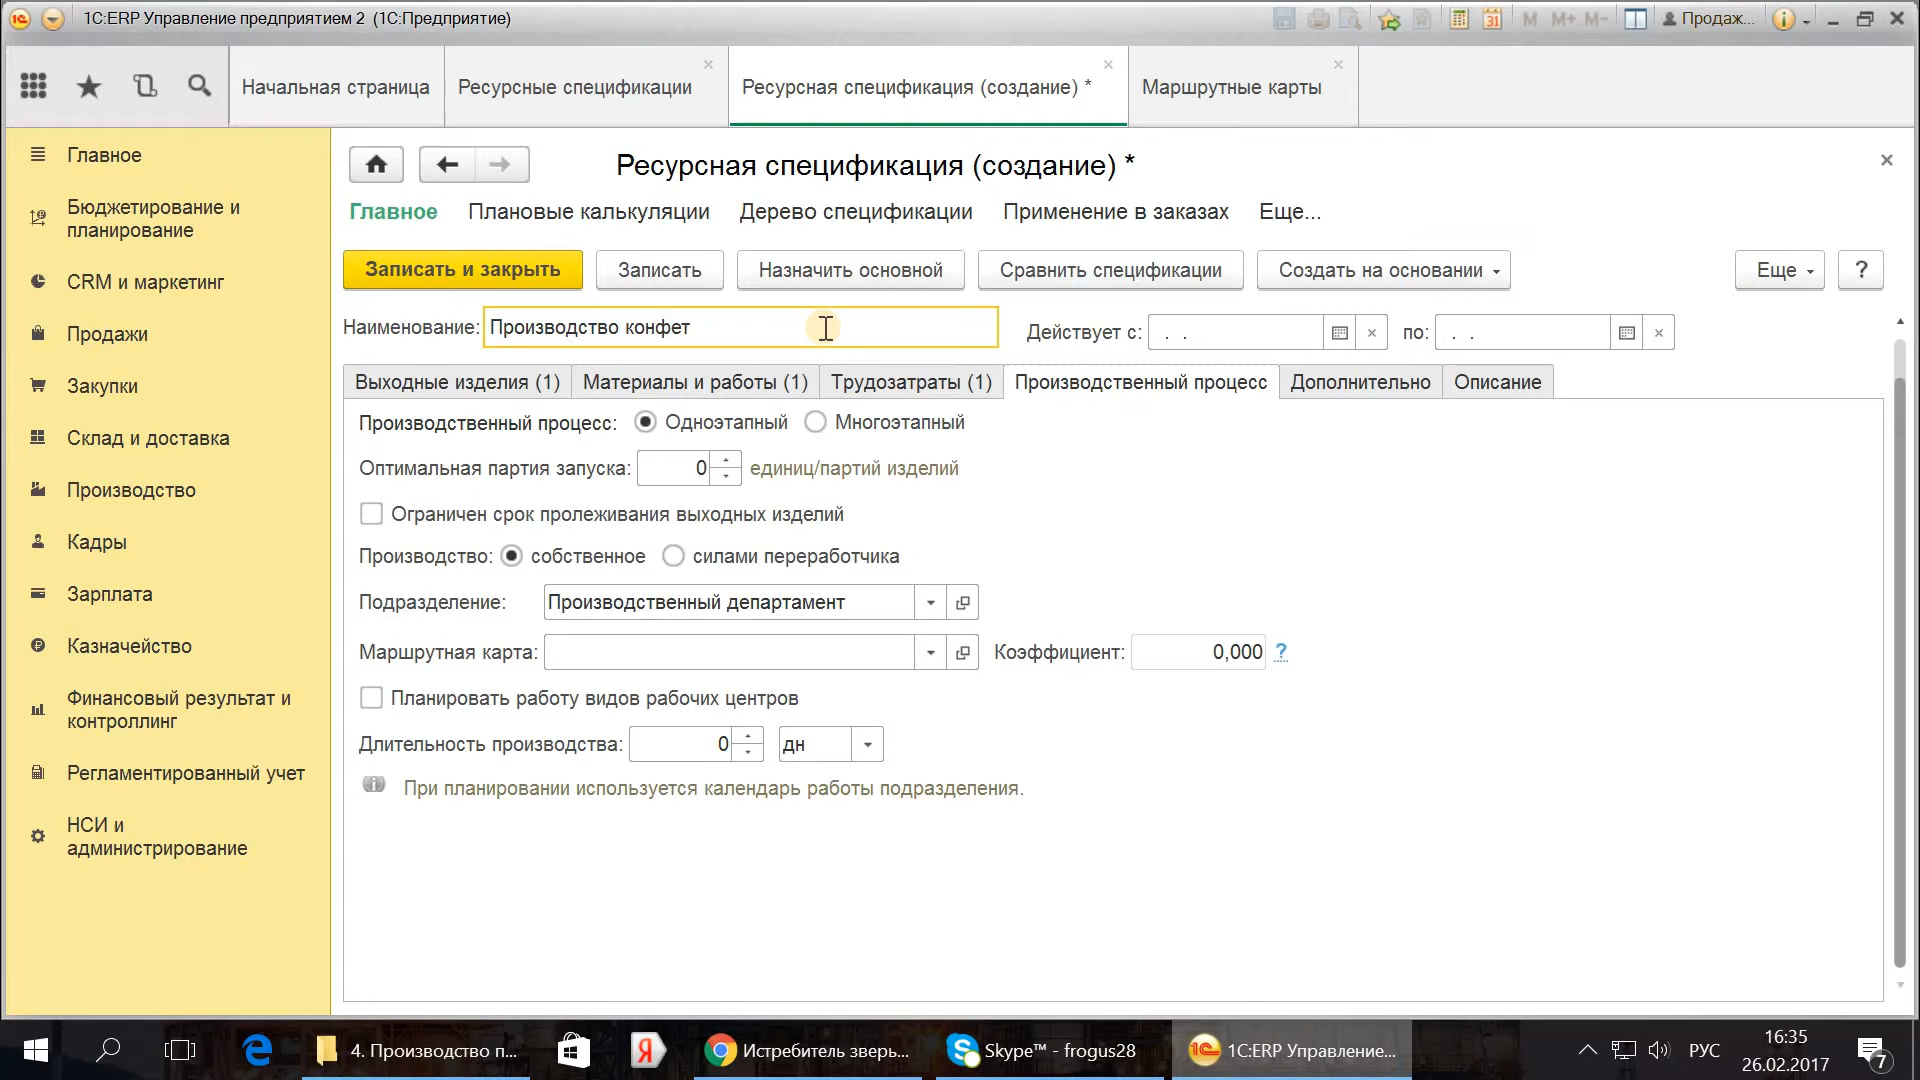 1С:ERP Управление предприятием 2 (1С:Предприятие)
31 M M+ M- Продаж...
Начальная страница
Ресурсные спецификации
Ресурсная спецификация (создание) *
Маршрутные карты
Главное
Бюджетирование и
планирование
CRM и маркетинг
Продажи
Закупки
Склад и доставка
Производство
Кадры
Зарплата
Казначейство
Финансовый результат и
контроллинг
Регламентированный учет
НСИ и
администрирование
Ресурсная спецификация (создание) *
Главное Плановые калькуляции Дерево спецификации Применение в заказах Еще...
Записать и закрыть Записать Назначить основной Сравнить спецификации Создать на основании Еще ?
Наименование: Производство конфет Действует с: . . по: . .
Выходные изделия (1) Материалы и работы (1) Трудозатраты (1) Производственный процесс Дополнительно Описание
Производственный процесс: Одноэтапный Многоэтапный
Оптимальная партия запуска: 0 единиц/партий изделий
Ограничен срок пролеживания выходных изделий
Производство: собственное силами переработчика
Подразделение: Производственный департамент
Маршрутная карта: Коэффициент: 0,000 ?
Планировать работу видов рабочих центров
Длительность производства: 0 дн
При планировании используется календарь работы подразделения.
4. Производство п...
Я
Истребитель зверь...
Skype™ - frogus28
1С:ERP Управление...
РУС
16:35
26.02.2017
7